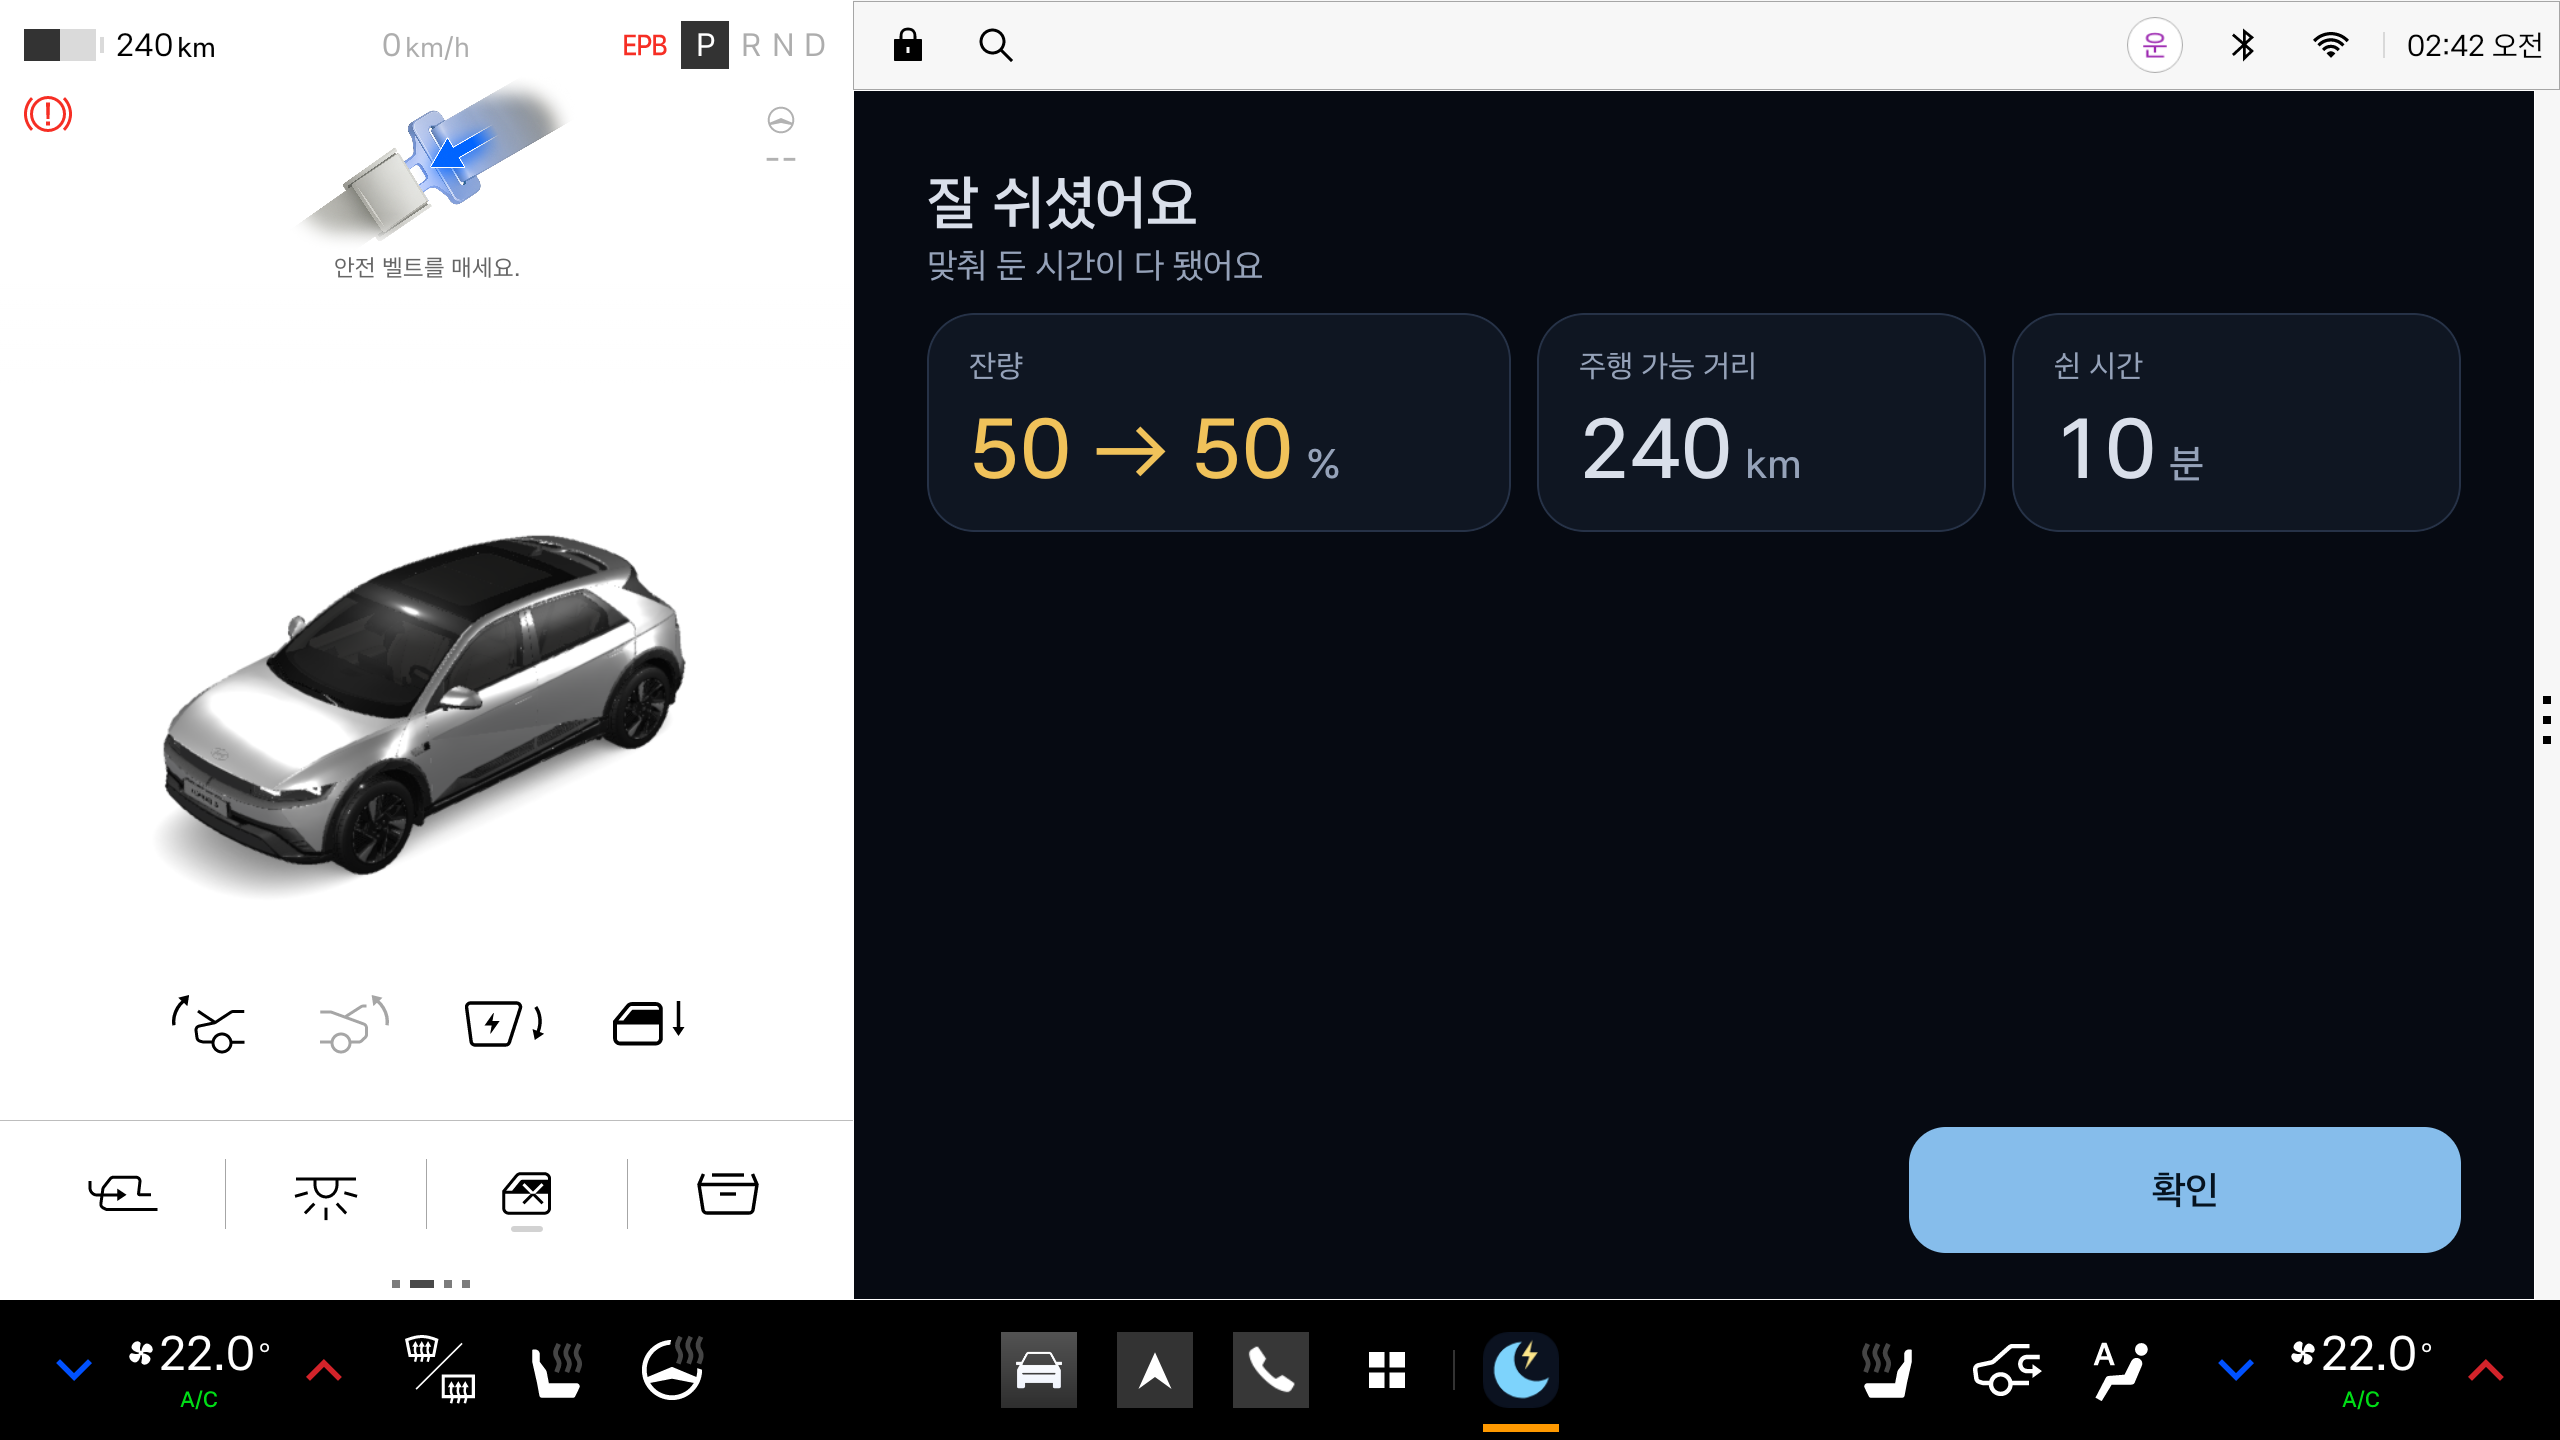 240 km
0 km/h
EPB P R N D
운
02:42 오전
안전 벨트를 매세요.
잘 쉬셨어요
맞춰 둔 시간이 다 됐어요
잔량
50 → 50 %
주행 가능 거리
240 km
쉰 시간
10 분
확인
22.0°
A/C
A
22.0°
A/C